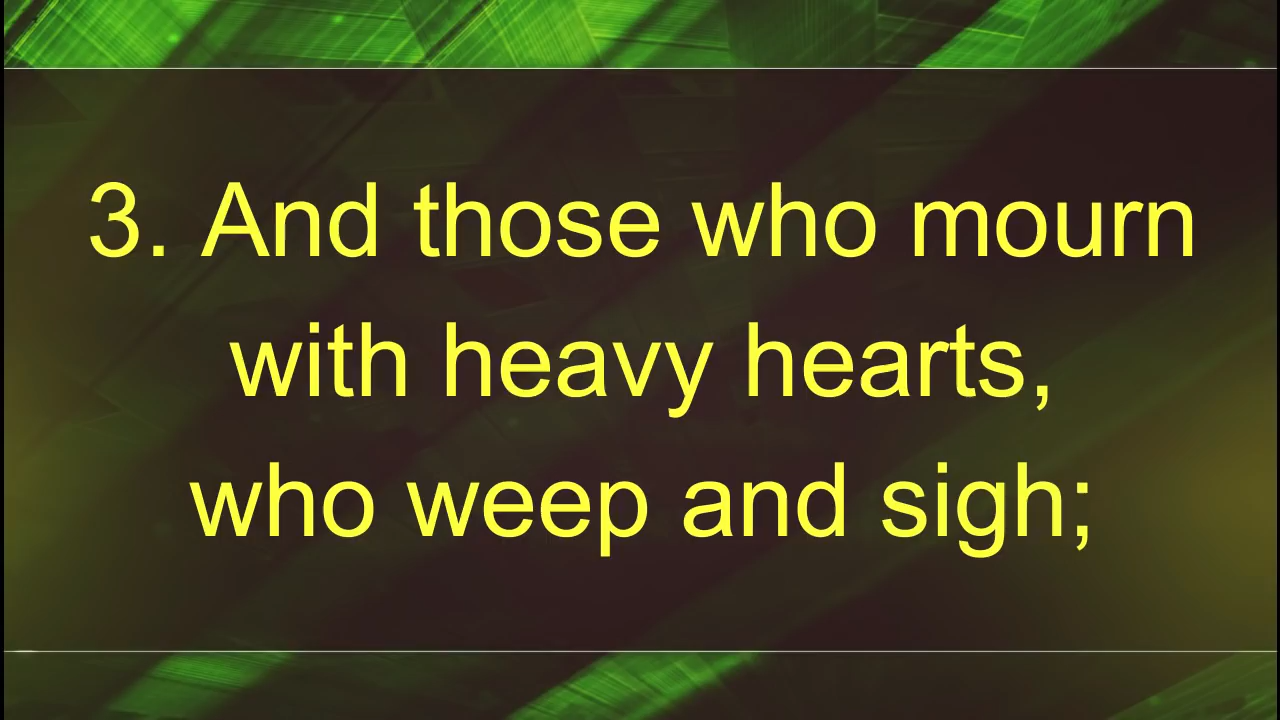 3. And those who mourn
with heavy hearts,
who weep and sigh;